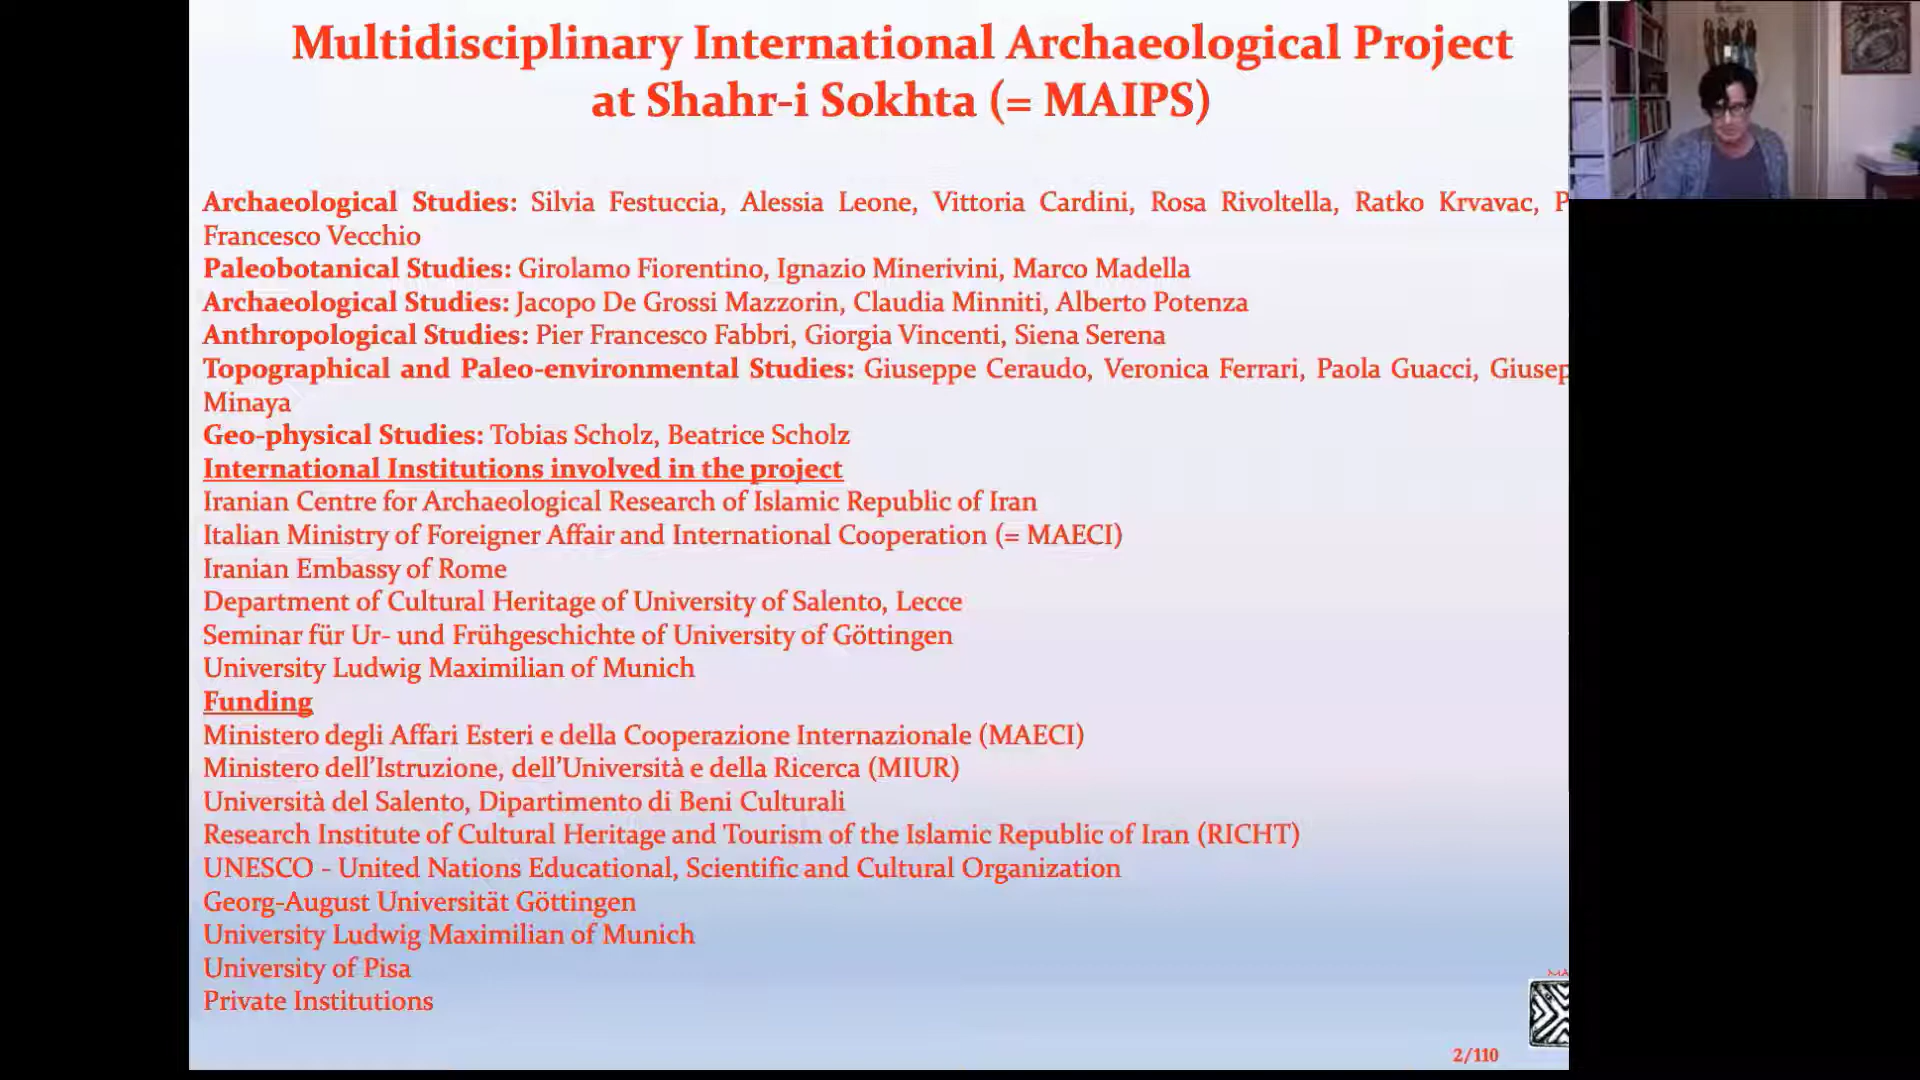 Multidisciplinary International Archaeological Project
at Shahr-i Sokhta (= MAIPS)
Archaeological Studies: Silvia Festuccia, Alessia Leone, Vittoria Cardini, Rosa Rivoltella, Ratko Krvavac, P
Francesco Vecchio
Paleobotanical Studies: Girolamo Fiorentino, Ignazio Minerivini, Marco Madella
Archaeological Studies: Jacopo De Grossi Mazzorin, Claudia Minniti, Alberto Potenza
Anthropological Studies: Pier Francesco Fabbri, Giorgia Vincenti, Siena Serena
Topographical and Paleo-environmental Studies: Giuseppe Ceraudo, Veronica Ferrari, Paola Guacci, Giusep
Minaya
Geo-physical Studies: Tobias Scholz, Beatrice Scholz
International Institutions involved in the project
Iranian Centre for Archaeological Research of Islamic Republic of Iran
Italian Ministry of Foreigner Affair and International Cooperation (= MAECI)
Iranian Embassy of Rome
Department of Cultural Heritage of University of Salento, Lecce
Seminar für Ur- und Frühgeschichte of University of Göttingen
University Ludwig Maximilian of Munich
Funding
Ministero degli Affari Esteri e della Cooperazione Internazionale (MAECI)
Ministero dell'Istruzione, dell'Università e della Ricerca (MIUR)
Università del Salento, Dipartimento di Beni Culturali
Research Institute of Cultural Heritage and Tourism of the Islamic Republic of Iran (RICHT)
UNESCO - United Nations Educational, Scientific and Cultural Organization
Georg-August Universität Göttingen
University Ludwig Maximilian of Munich
University of Pisa
Private Institutions
MA
2/110